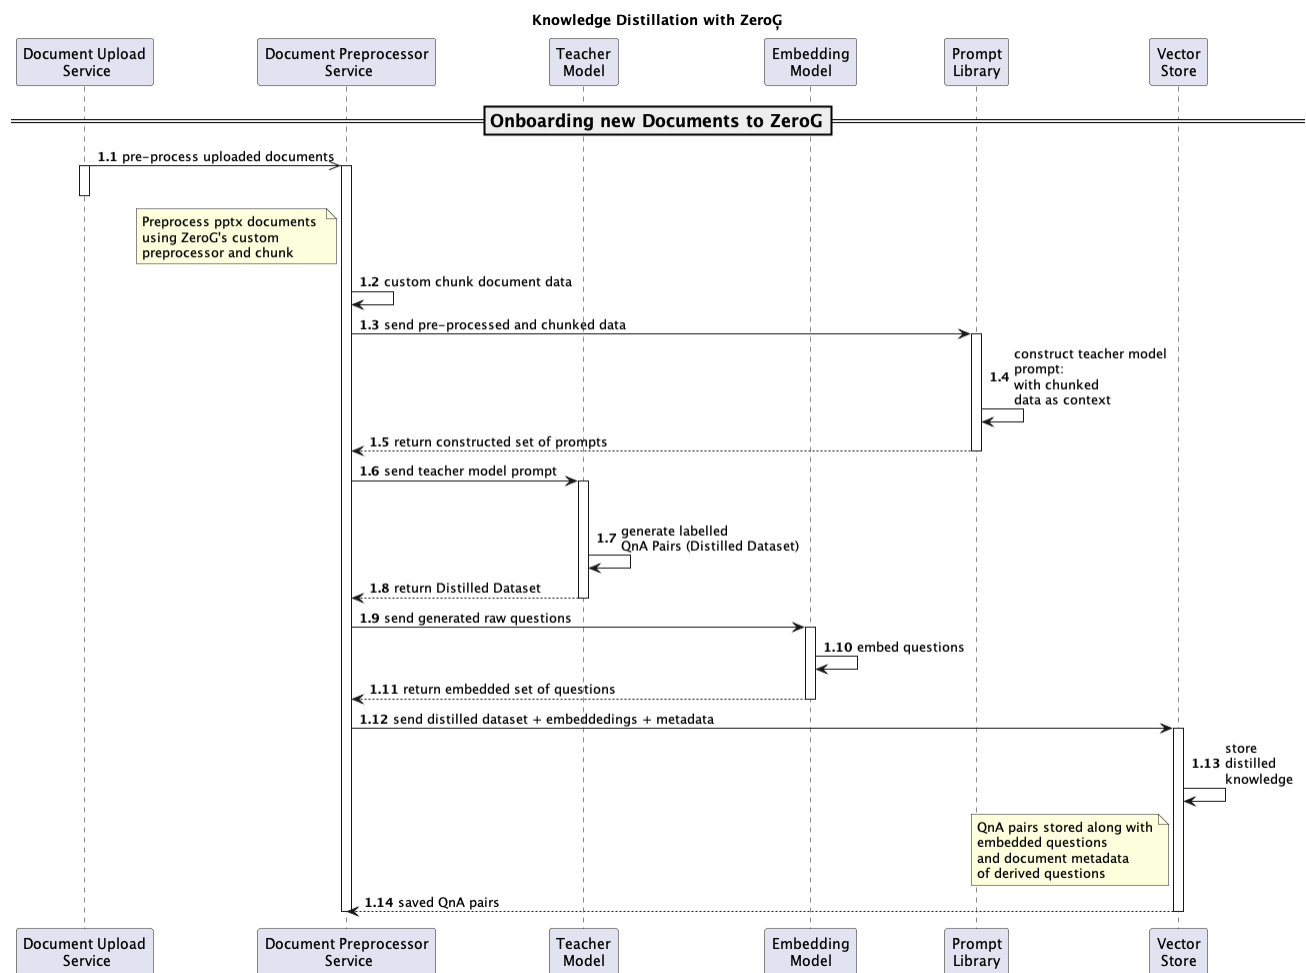 Knowledge Distillation with ZeroG
Document Upload
Service
Document Preprocessor
Service
Teacher
Model
Embedding
Model
Prompt
Library
Vector
Store
Onboarding new Documents to ZeroG
1.1 pre-process uploaded documents
Preprocess pptx documents
using ZeroG's custom
preprocessor and chunk
1.2 custom chunk document data
1.3 send pre-processed and chunked data
construct teacher model
prompt:
1.4 with chunked
data as context
1.5 return constructed set of prompts
1.6 send teacher model prompt
1.7 generate labelled
QnA Pairs (Distilled Dataset)
1.8 return Distilled Dataset
1.9 send generated raw questions
1.10 embed questions
1.11 return embedded set of questions
1.12 send distilled dataset + embeddedings + metadata
store
1.13 distilled
knowledge
QnA pairs stored along with
embedded questions
and document metadata
of derived questions
1.14 saved QnA pairs
Document Upload
Service
Document Preprocessor
Service
Teacher
Model
Embedding
Model
Prompt
Library
Vector
Store